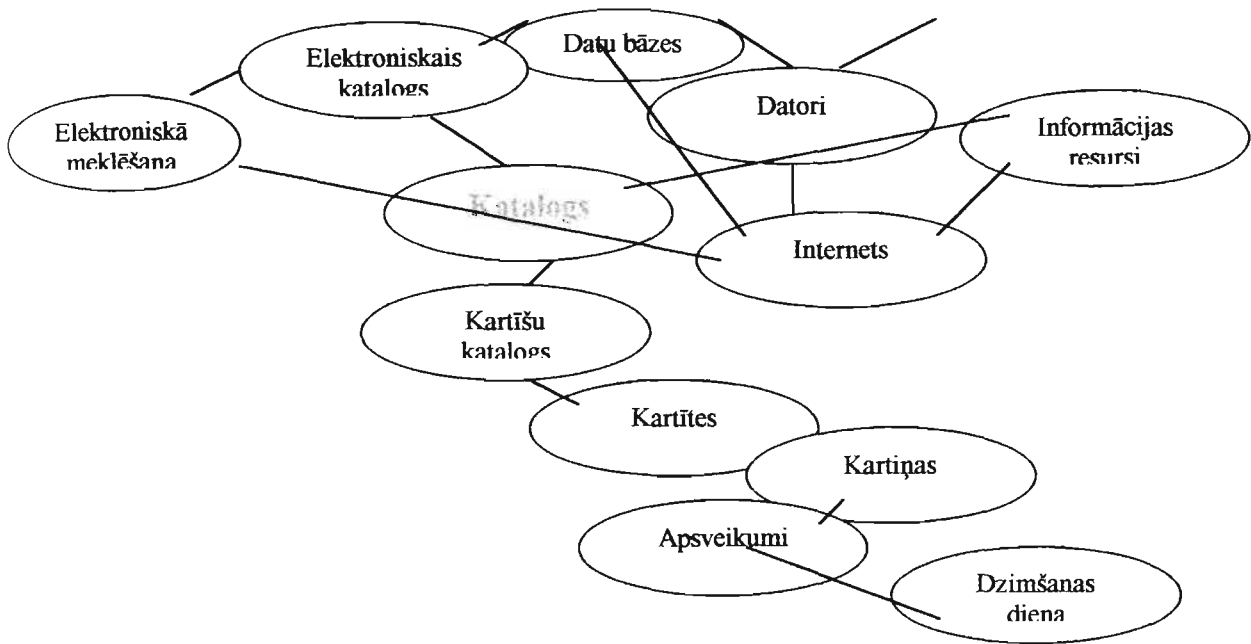 Elektroniskais
katalogs
Datu bāzes
Datori
Elektroniskā
meklēšana
Informācijas
resursi
Katalogs
Internets
Kartīšu
katalogs
Kartītes
Kartiņas
Apsveikumi
Dzimšanas
diena